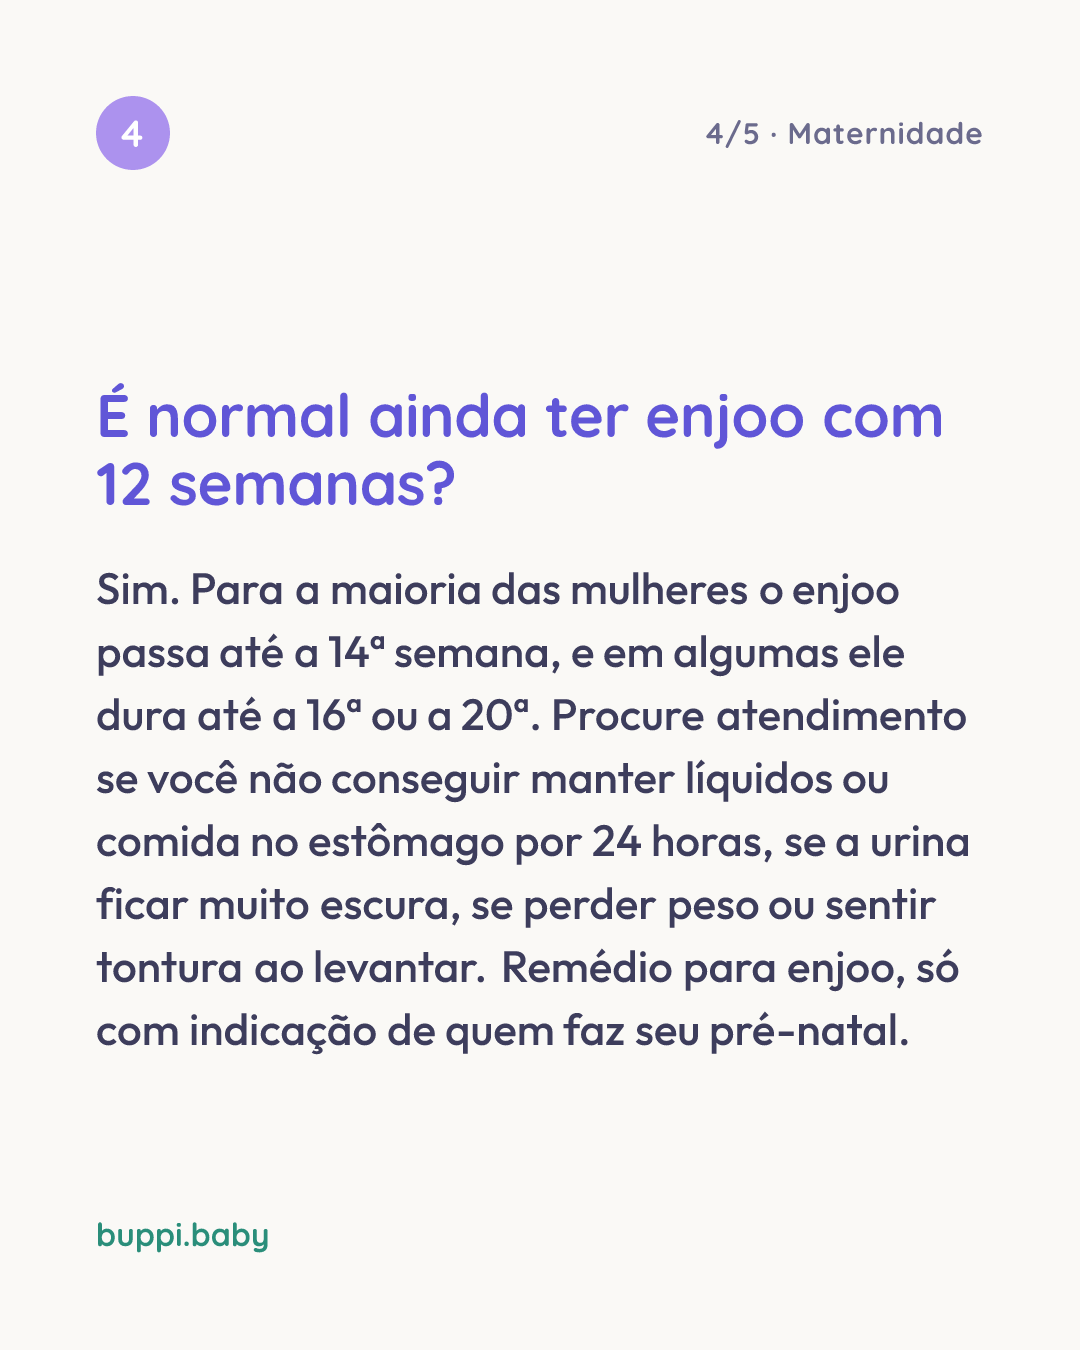 4
4/5 · Maternidade
É normal ainda ter enjoo com
12 semanas?
Sim. Para a maioria das mulheres o enjoo
passa até a 14ª semana, e em algumas ele
dura até a 16ª ou a 20ª. Procure atendimento
se você não conseguir manter líquidos ou
comida no estômago por 24 horas, se a urina
ficar muito escura, se perder peso ou sentir
tontura ao levantar. Remédio para enjoo, só
com indicação de quem faz seu pré-natal.
buppi.baby